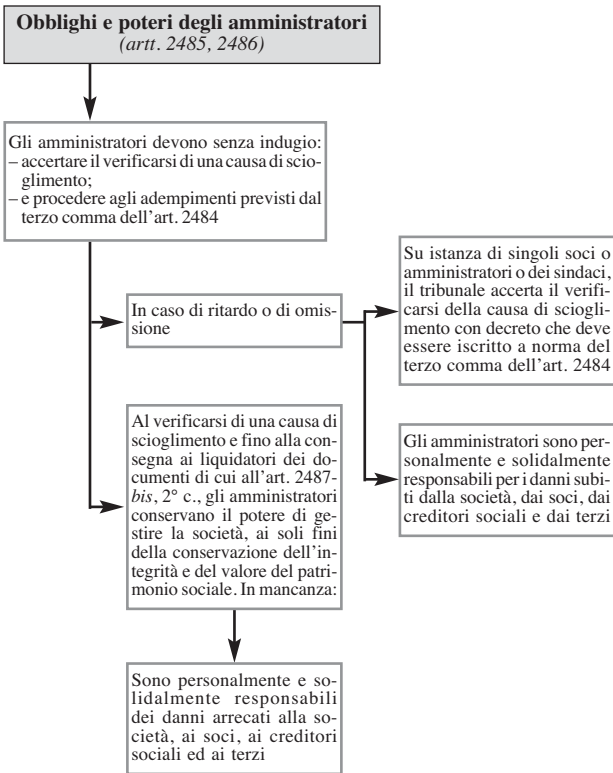 Obblighi e poteri degli amministratori
(artt. 2485, 2486)
Gli amministratori devono senza indugio:
– accertare il verificarsi di una causa di scio-
glimento;
– e procedere agli adempimenti previsti dal
terzo comma dell'art. 2484
In caso di ritardo o di omis-
sione
Su istanza di singoli soci o
amministratori o dei sindaci,
il tribunale accerta il verifi-
carsi della causa di sciogli-
mento con decreto che deve
essere iscritto a norma del
terzo comma dell'art. 2484
Gli amministratori sono per-
sonalmente e solidalmente
responsabili per i danni subi-
ti dalla società, dai soci, dai
creditori sociali e dai terzi
Al verificarsi di una causa di
scioglimento e fino alla con-
segna ai liquidatori dei do-
cumenti di cui all'art. 2487-
bis, 2° c., gli amministratori
conservano il potere di ge-
stire la società, ai soli fini
della conservazione dell'in-
tegrità e del valore del patri-
monio sociale. In mancanza:
Sono personalmente e so-
lidalmente responsabili
dei danni arrecati alla so-
cietà, ai soci, ai creditori
sociali ed ai terzi